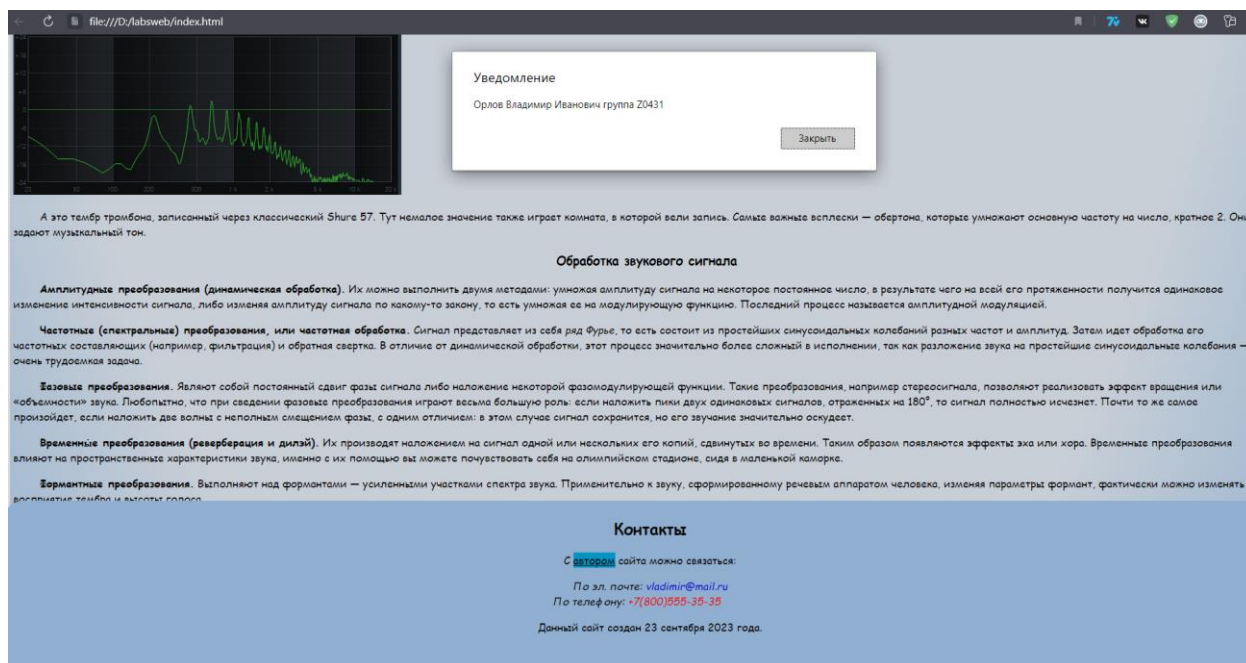 file:///D:/labsweb/index.html
Уведомление
Орлов Владимир Иванович группа Z0431
Закрыть
А это тембр тромбона, записанный через классический Shure 57. Тут немалое значение также играет комната, в которой вели запись. Самые важные всплески — обертона, которые умножают основную частоту на число, кратное 2. Они
задают музыкальный тон.
Обработка звукового сигнала
Амплитудные преобразования (динамическая обработка). Их можно выполнить двумя методами: умножая амплитуду сигнала на некоторое постоянное число, в результате чего на всей его протяженности получится одинаковое
изменение интенсивности сигнала, либо изменяя амплитуду сигнала по какому-то закону, то есть умножая ее на модулирующую функцию. Последний процесс называется амплитудной модуляцией.
Частотные (спектральные) преобразования, или частотная обработка. Сигнал представляет из себя ряд Фурье, то есть состоит из простейших синусоидальных колебаний разных частот и амплитуд. Затем идет обработка его
частотных составляющих (например, фильтрация) и обратная свертка. В отличие от динамической обработки, этот процесс значительно более сложный в исполнении, так как разложение звука на простейшие синусоидальные колебания —
очень трудоемкая задача.
Фазовые преобразования. Являют собой постоянный сдвиг фазы сигнала либо наложение некоторой фазомодулирующей функции. Такие преобразования, например стереосигнала, позволяют реализовать эффект вращения или
«объемности» звука. Любопытно, что при сведении фазовые преобразования играют весьма большую роль: если наложить пики двух одинаковых сигналов, отраженных на 180°, то сигнал полностью исчезнет. Почти то же самое
произойдет, если наложить две волны с неполным смещением фазы, с одним отличием: в этом случае сигнал сохранится, но его звучание значительно оскудеет.
Временные преобразования (реверберация и дилэй). Их производят наложением на сигнал одной или нескольких его копий, сдвинутых во времени. Таким образом появляются эффекты эха или хора. Временные преобразования
влияют на пространственные характеристики звука, именно с их помощью вы можете почувствовать себя на олимпийском стадионе, сидя в маленькой каморке.
Формантные преобразования. Выполняют над формантами — усиленными участками спектра звука. Применительно к звуку, сформированному речевым аппаратом человека, изменяя параметры формант, фактически можно изменять
восприятие тембра и высоты голоса.
Контакты
С автором сайта можно связаться:
По эл. почте: vladimir@mail.ru
По телефону: +7(800)555-35-35
Данный сайт создан 23 сентября 2023 года.